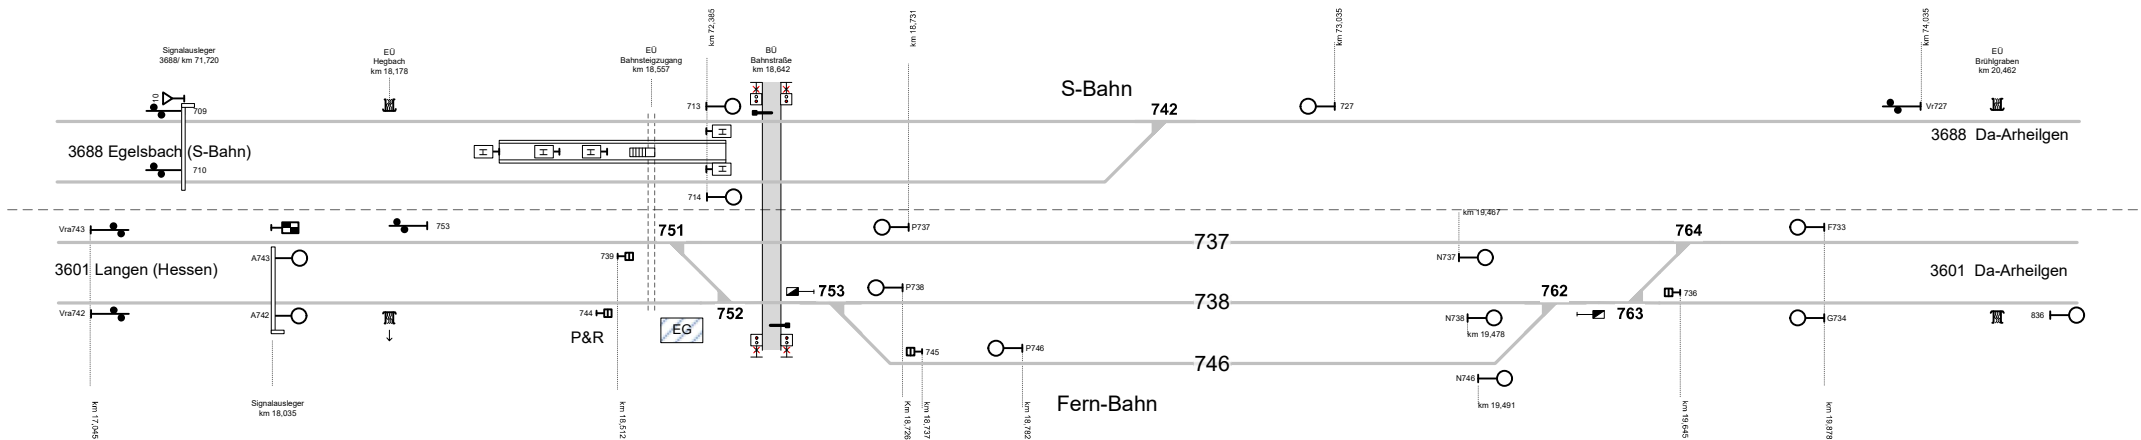 km 72,385
km 18,731
km 73,035
km 74,035
Signalausleger
3688/ km 71,720
EÜ
Hegbach
km 18,178
EÜ
Bahnsteigzugang
km 18,557
BÜ
Bahnstraße
km 18,642
EÜ
Brühlgraben
km 20,462
S-Bahn
10
709
713
742
727
Vr727
3688 Egelsbach (S-Bahn)
3688 Da-Arheilgen
710
H
H
H
H
H
714
km 19,467
Vra743
753
751
P737
737
764
F733
A743
739
N737
3601 Langen (Hessen)
3601 Da-Arheilgen
P738
753
738
762
736
Vra742
A742
744
752
N738
763
G734
836
P&R
EG
km 19,478
745
P746
746
N746
km 19,491
Fern-Bahn
km 17,045
Signalausleger
km 18,035
km 18,512
Km 18,726
km 18,737
km 18,782
km 19,645
km 19,878